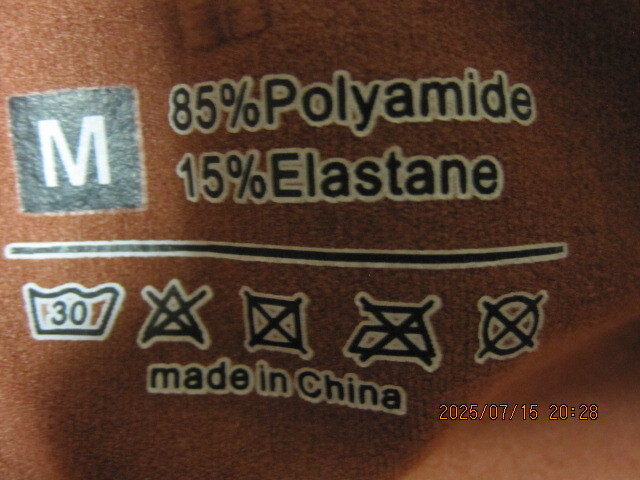 M
85%Polyamide
15%Elastane
30
made in China
2025/07/15 20:28